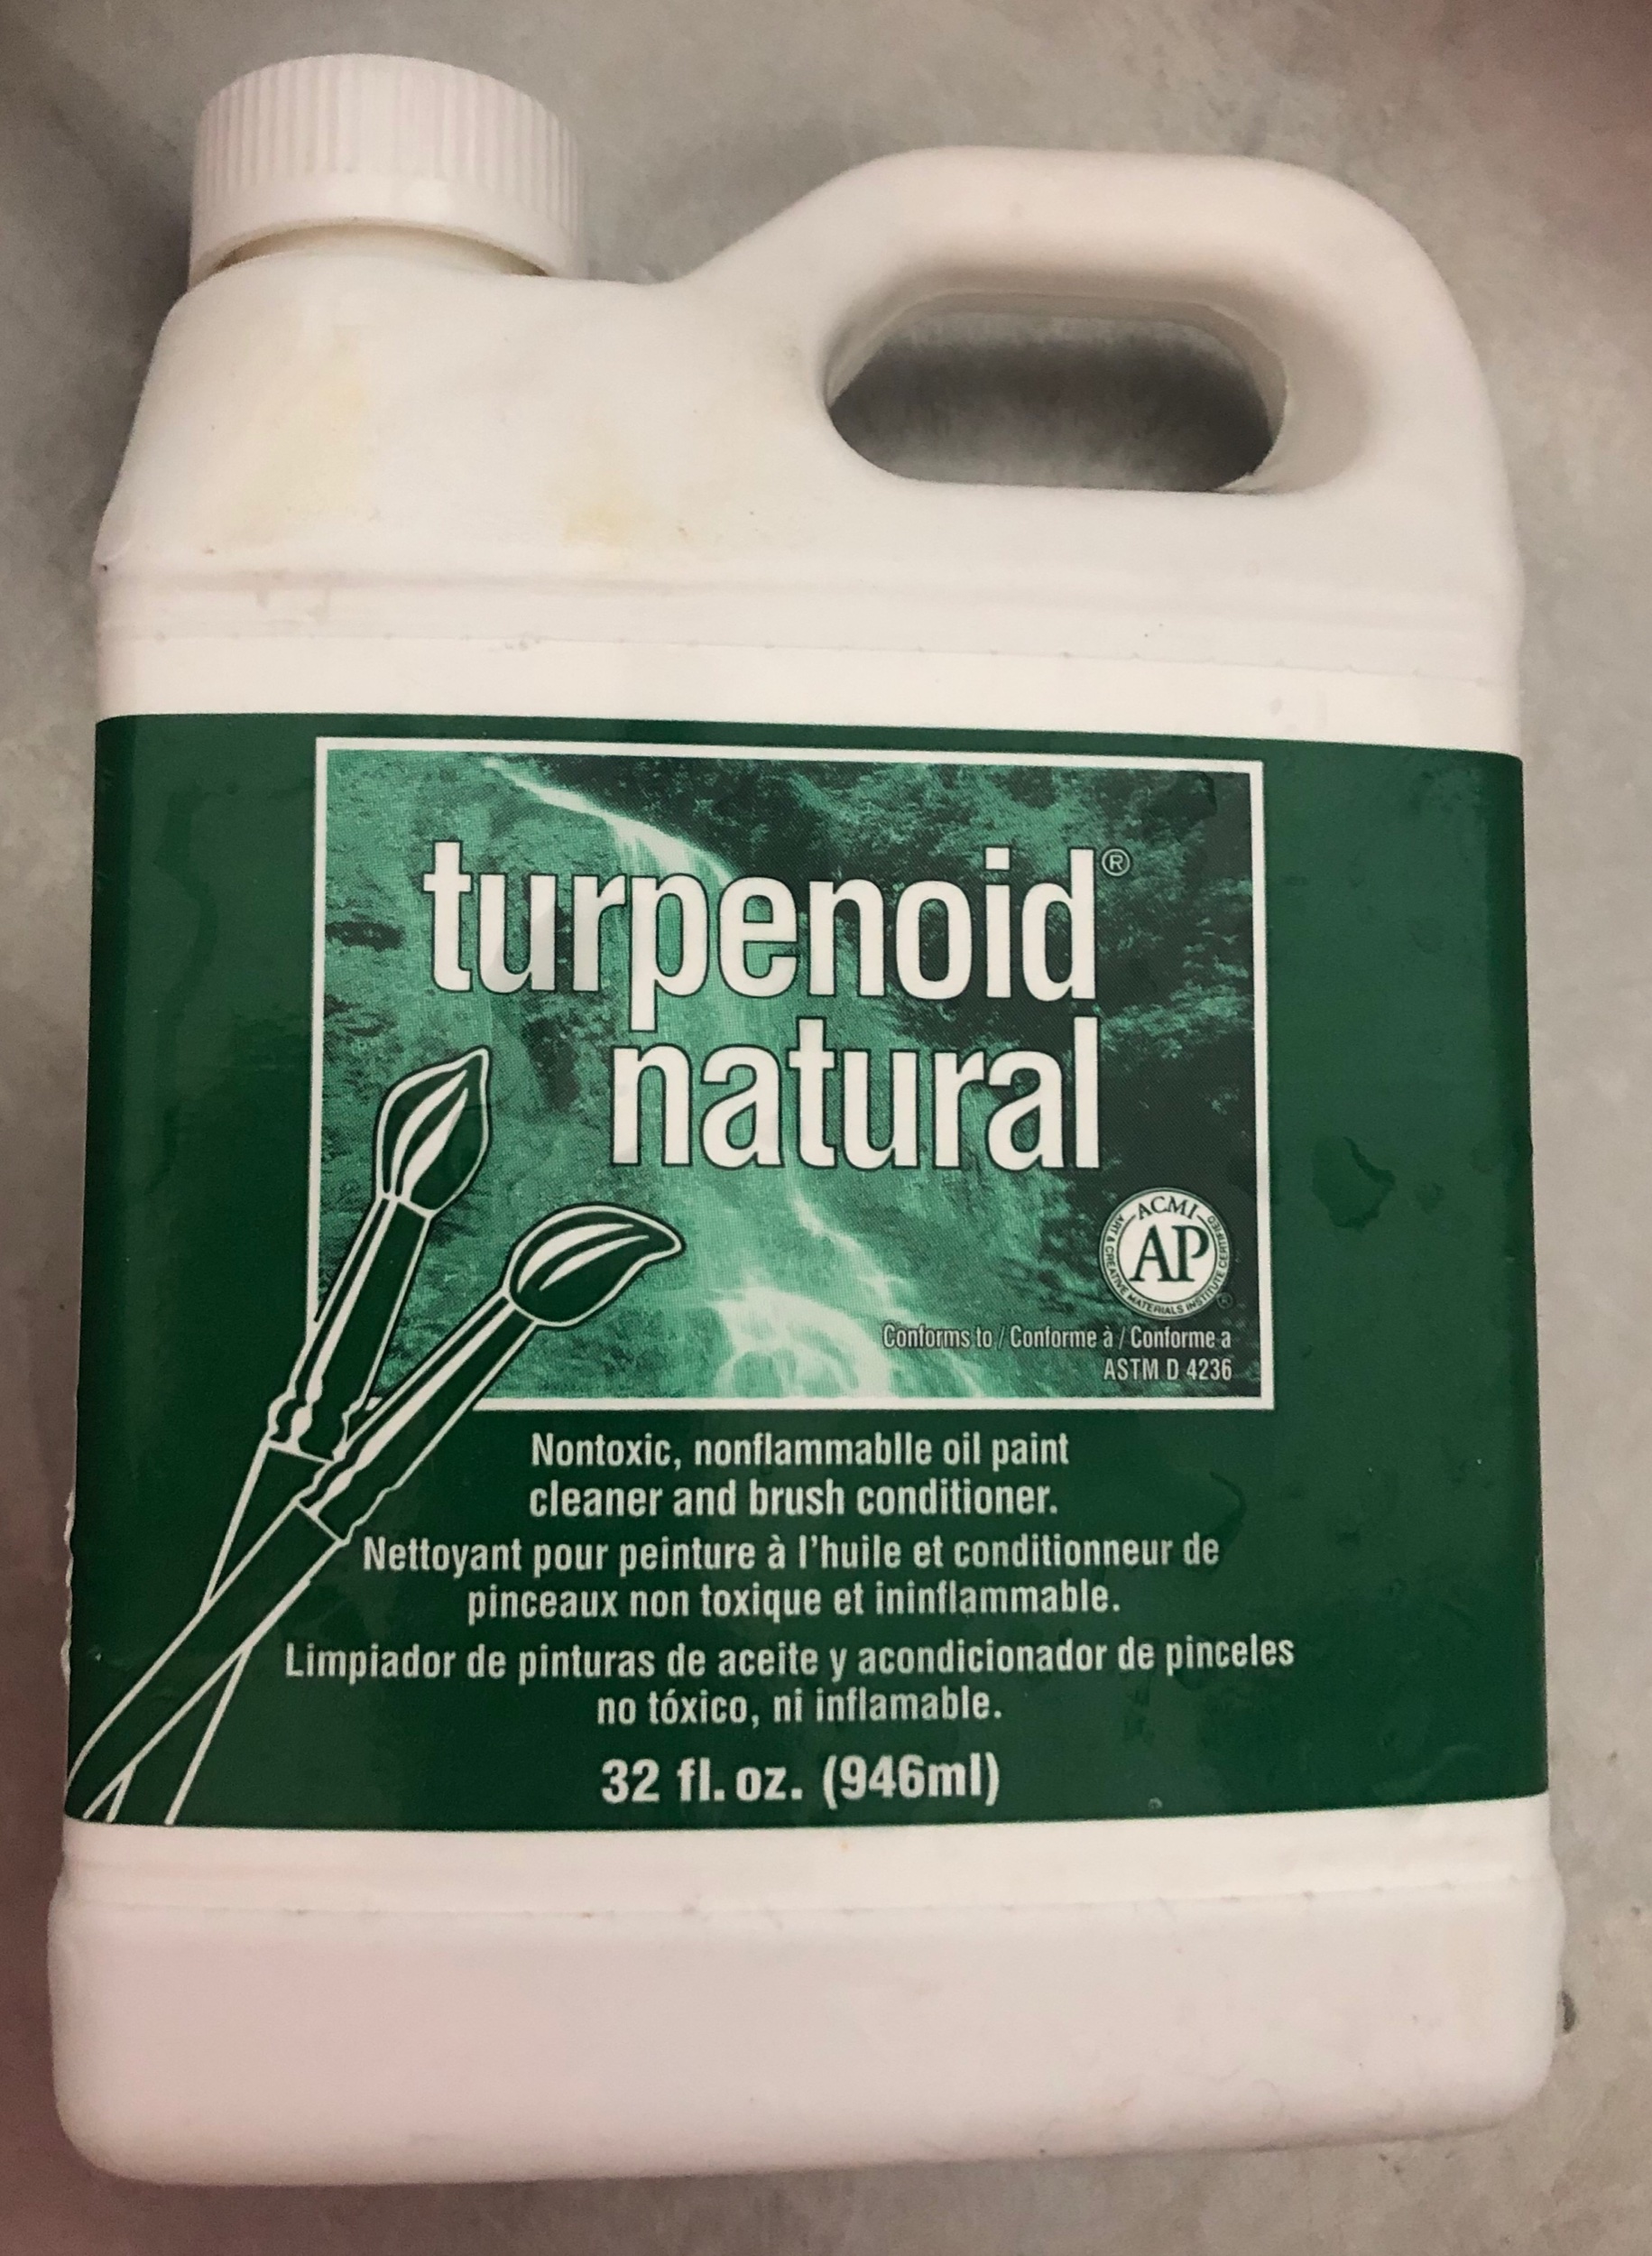 turpenoid®
natural
ACMI
AP
ART & CREATIVE MATERIALS INSTITUTE CERTIFIED
®
Conforms to / Conforme à / Conforme a
ASTM D 4236
Nontoxic, nonflammablle oil paint
cleaner and brush conditioner.
Nettoyant pour peinture à l'huile et conditionneur de
pinceaux non toxique et ininflammable.
Limpiador de pinturas de aceite y acondicionador de pinceles
no tóxico, ni inflamable.
32 fl. oz. (946ml)